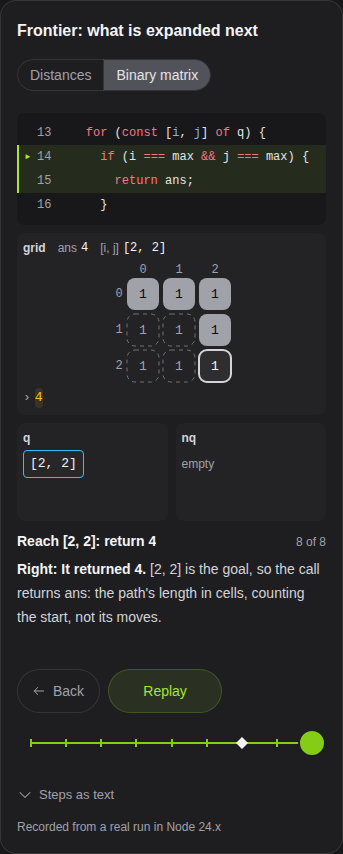 Frontier: what is expanded next
Distances Binary matrix
13 for (const [i, j] of q) {
▸ 14 if (i === max && j === max) {
15 return ans;
16 }
grid ans 4 [i, j] [2, 2]
0 1 2
0 1 1 1
1 1 1 1
2 1 1 1
› 4
q nq
[2, 2] empty
Reach [2, 2]: return 4 8 of 8
Right: It returned 4. [2, 2] is the goal, so the call
returns ans: the path's length in cells, counting
the start, not its moves.
← Back Replay
Steps as text
Recorded from a real run in Node 24.x